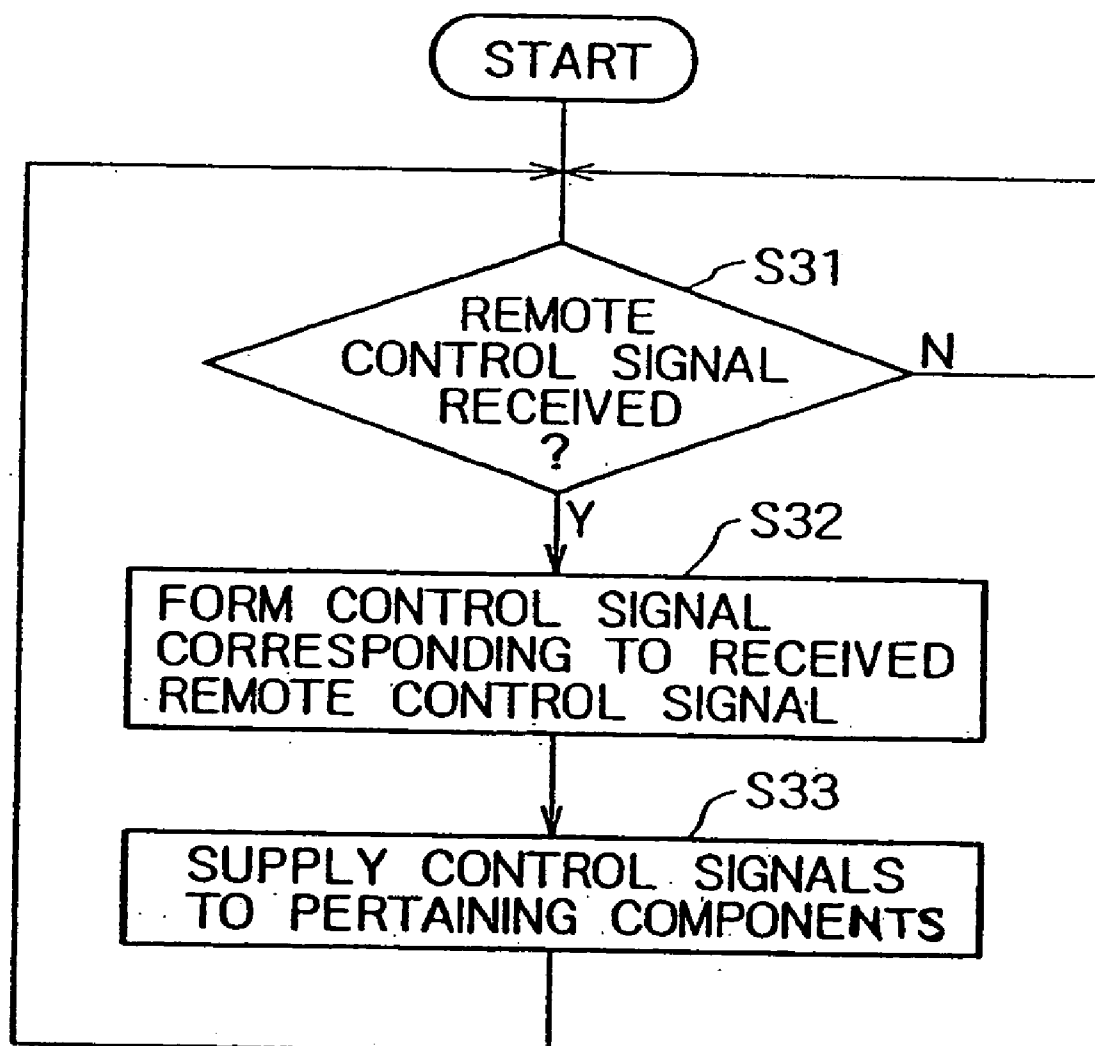 START
S31
REMOTE
CONTROL SIGNAL
RECEIVED
?
N
Y
S32
FORM CONTROL SIGNAL
CORRESPONDING TO RECEIVED
REMOTE CONTROL SIGNAL
S33
SUPPLY CONTROL SIGNALS
TO PERTAINING COMPONENTS